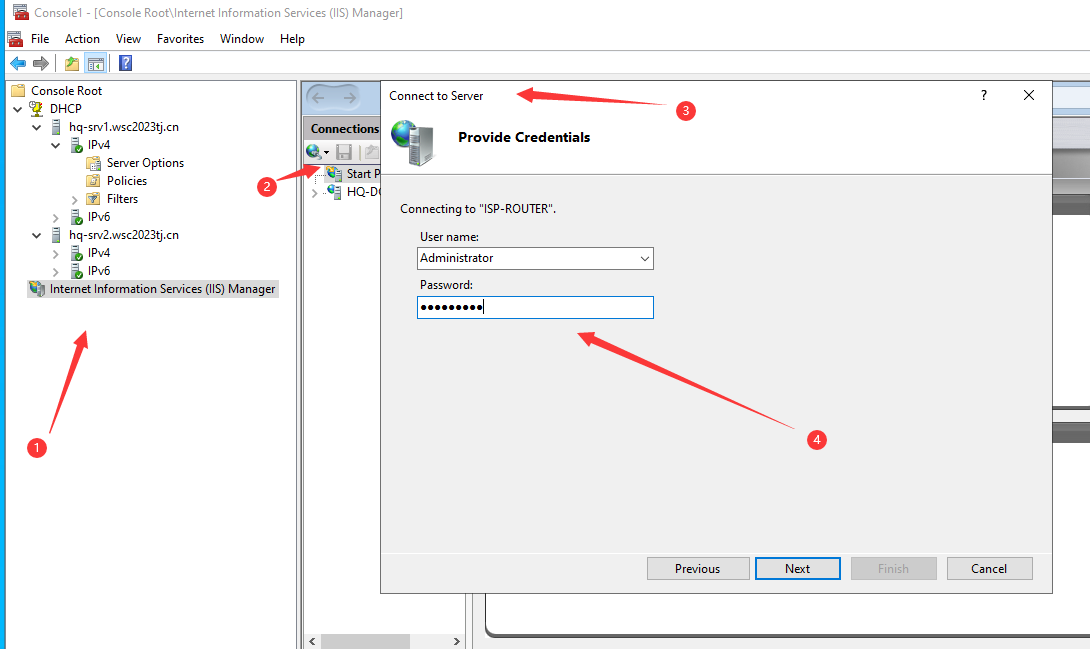 Console1 - [Console Root\Internet Information Services (IIS) Manager]
File Action View Favorites Window Help
Console Root
DHCP
hq-srv1.wsc2023tj.cn
IPv4
Server Options
Policies
Filters
IPv6
hq-srv2.wsc2023tj.cn
IPv4
IPv6
Internet Information Services (IIS) Manager
1
Connections
2
Start P
HQ-D
Connect to Server
3
Provide Credentials
Connecting to "ISP-ROUTER".
User name:
Administrator
Password:
●●●●●●●●●
4
Previous Next Finish Cancel